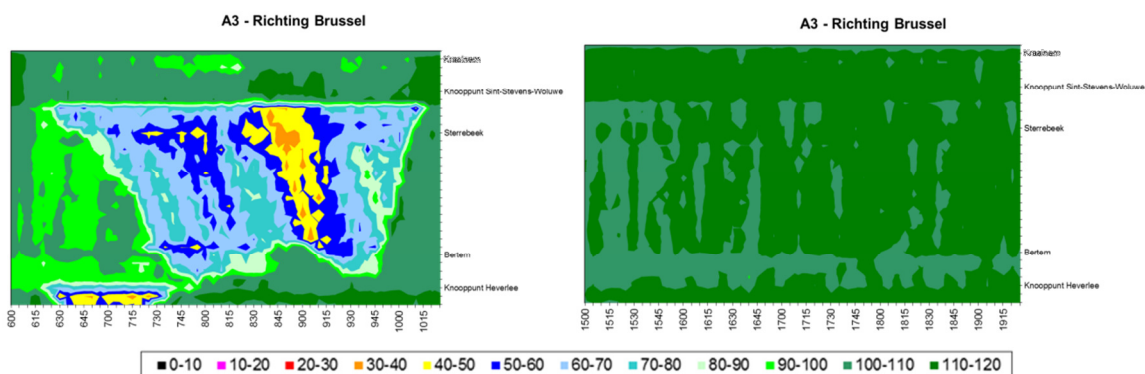 A3 - Richting Brussel
Kraainem
Knooppunt Sint-Stevens-Woluwe
Sterrebeek
Bertem
Knooppunt Heverlee
600 615 630 645 700 715 730 745 800 815 830 845 900 915 930 945 1000 1015
A3 - Richting Brussel
Kraainem
Knooppunt Sint-Stevens-Woluwe
Sterrebeek
Bertem
Knooppunt Heverlee
1500 1515 1530 1545 1600 1615 1630 1645 1700 1715 1730 1745 1800 1815 1830 1845 1900 1915
0-10 10-20 20-30 30-40 40-50 50-60 60-70 70-80 80-90 90-100 100-110 110-120